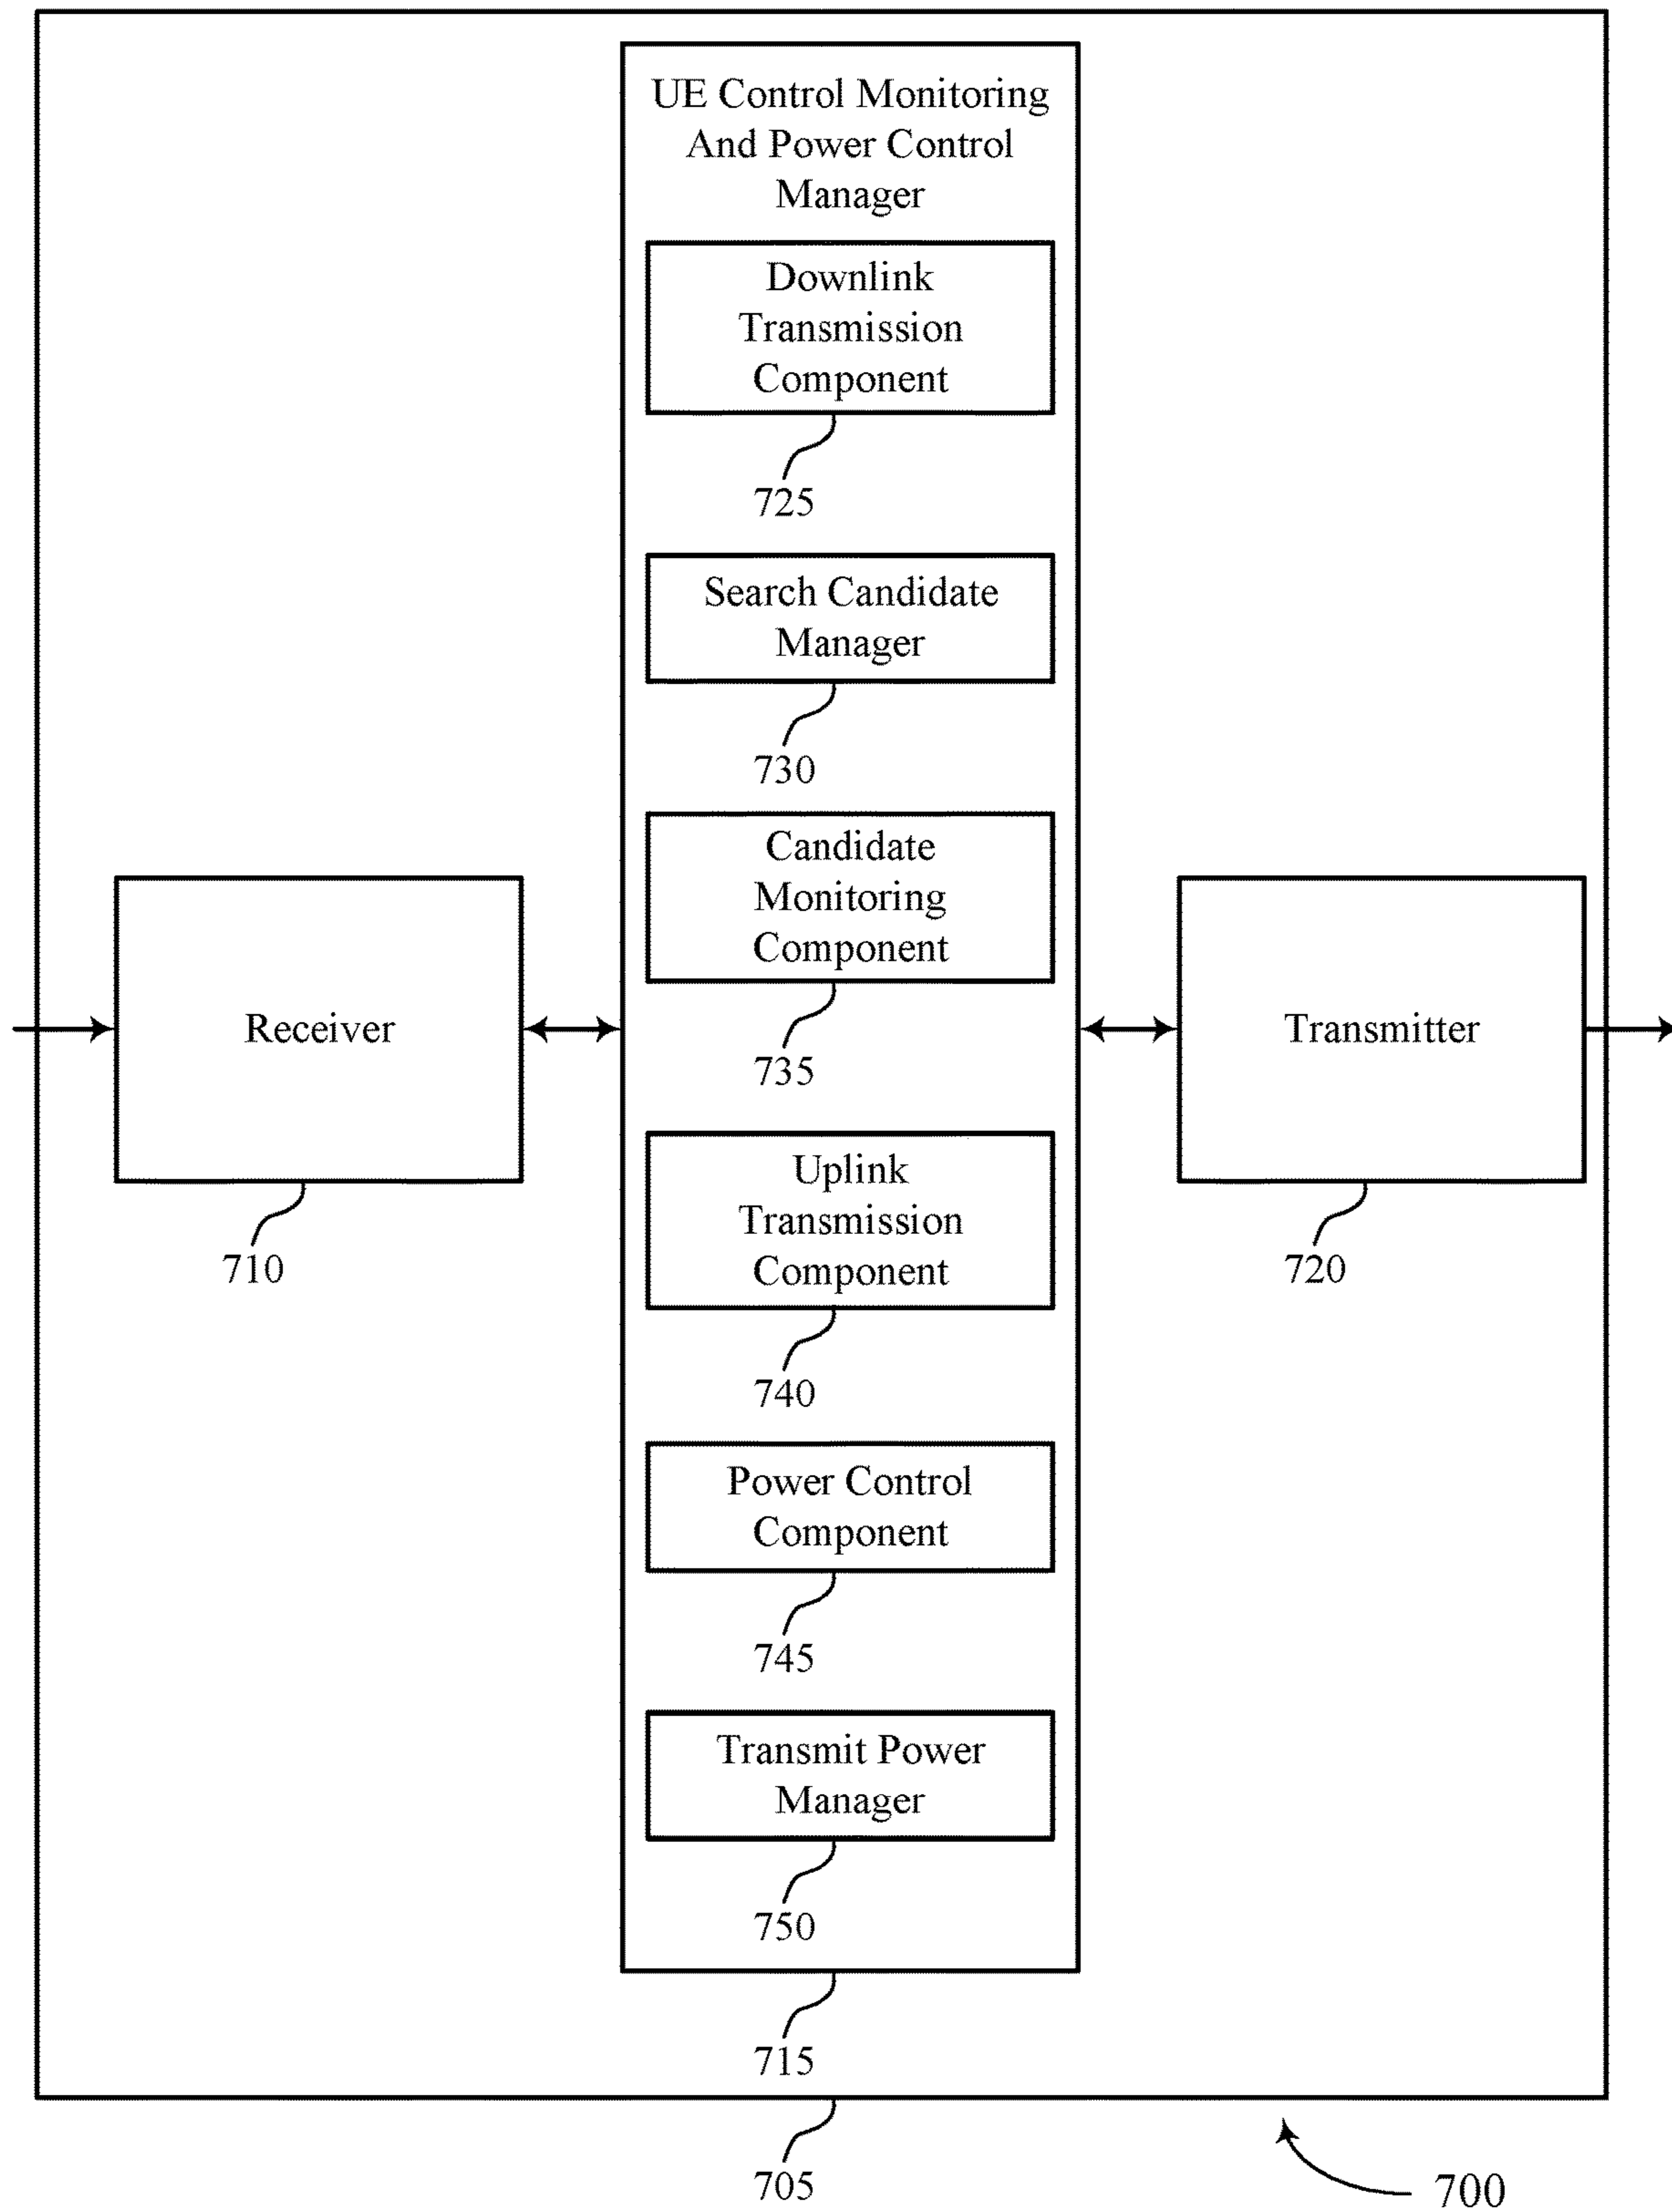 UE Control Monitoring
And Power Control
Manager
Downlink
Transmission
Component
725
Search Candidate
Manager
730
Candidate
Monitoring
Component
735
Receiver
710
Transmitter
720
Uplink
Transmission
Component
740
Power Control
Component
745
Transmit Power
Manager
750
715
705
700